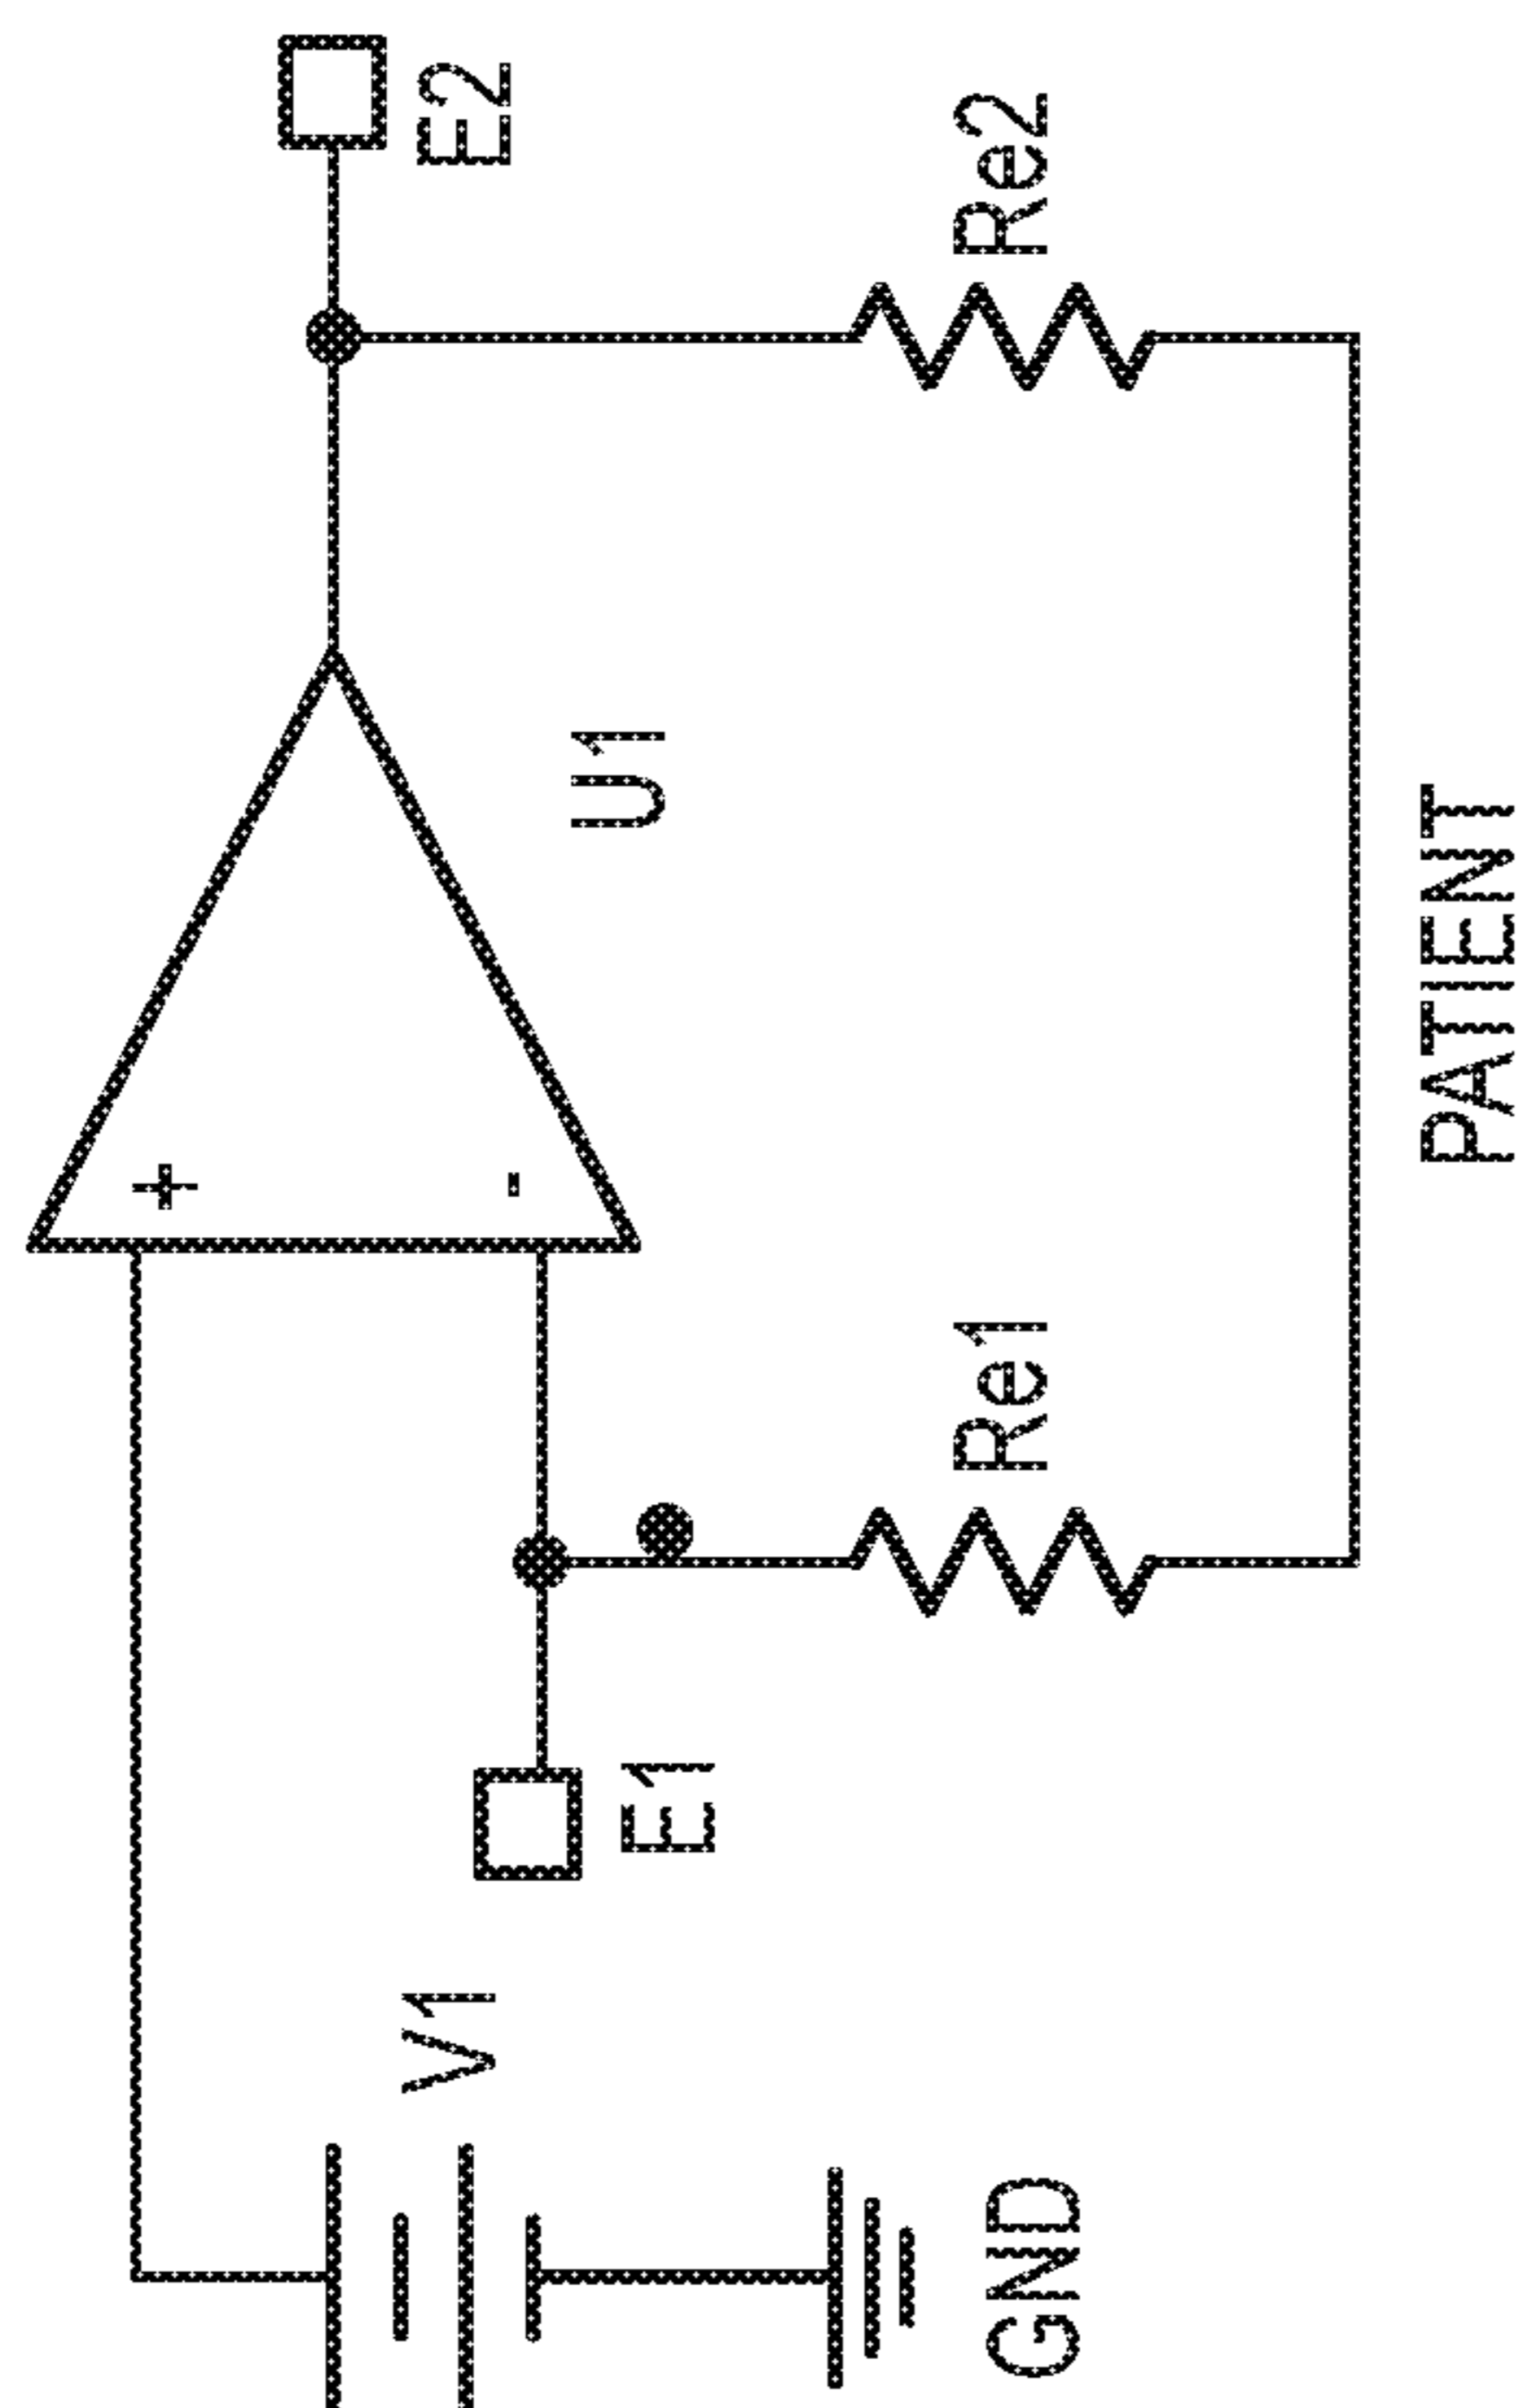 E2
Re2
U1
+
-
PATIENT
Re1
E1
V1
GND